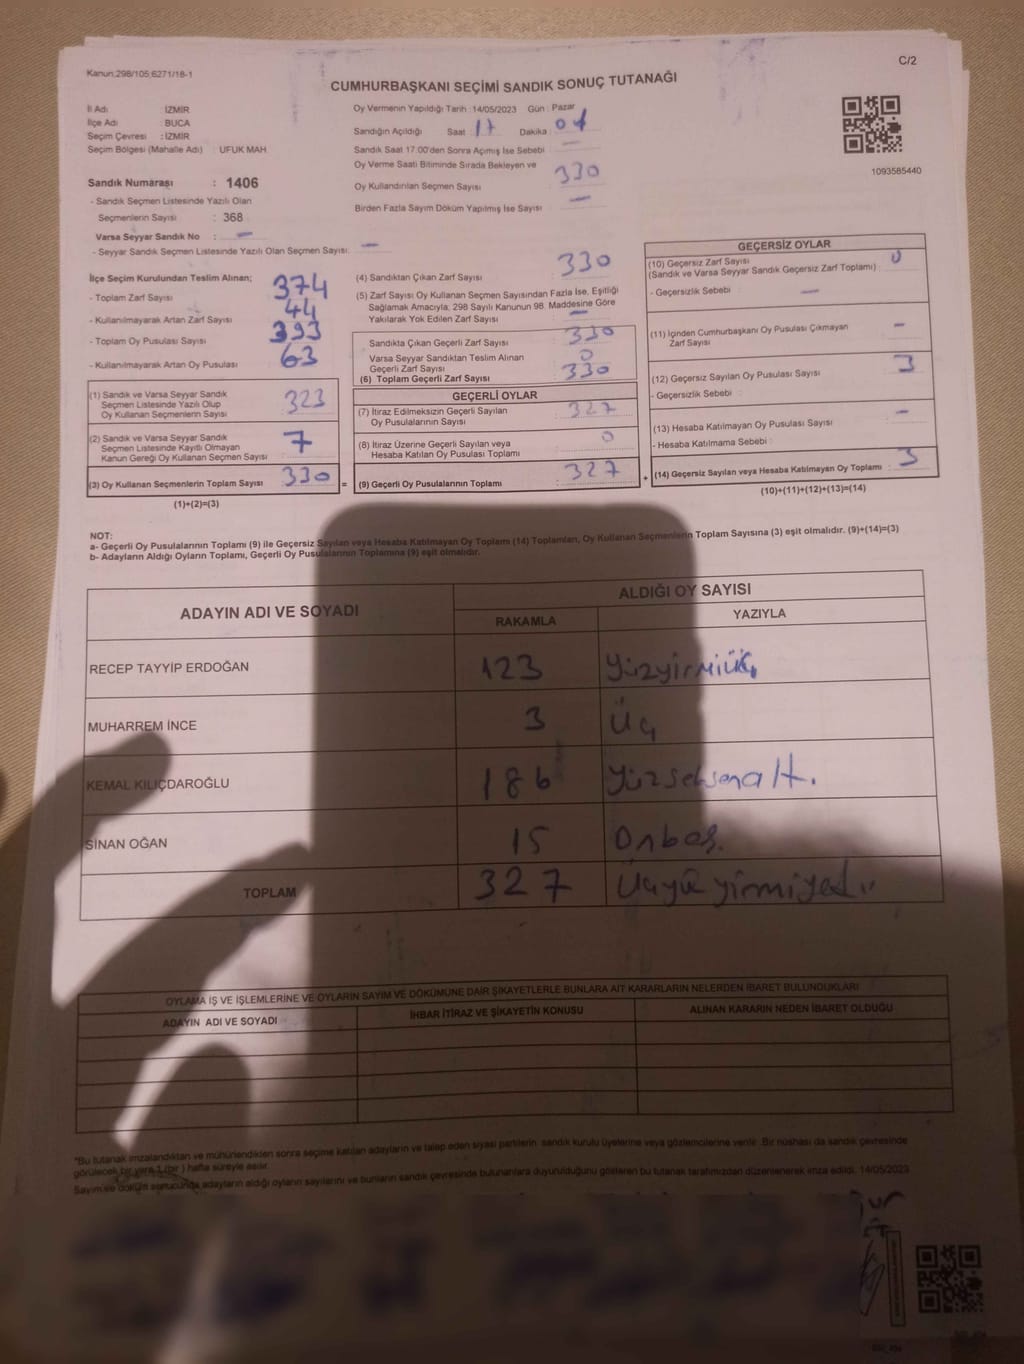 Kanun:298/105;6271/18-1
C/2
CUMHURBAŞKANI SEÇİMİ SANDIK SONUÇ TUTANAĞI
İl Adı : İZMİR
İlçe Adı : BUCA
Seçim Çevresi : İZMİR
Seçim Bölgesi (Mahalle Adı) : UFUK MAH.
Sandık Numarası : 1406
- Sandık Seçmen Listesinde Yazılı Olan
Seçmenlerin Sayısı : 368
Varsa Seyyar Sandık No : -
- Seyyar Sandık Seçmen Listesinde Yazılı Olan Seçmen Sayısı: -
Oy Vermenin Yapıldığı Tarih : 14/05/2023 Gün : Pazar
Sandığın Açıldığı Saat : 17 Dakika : 01
Sandık Saat 17:00'den Sonra Açmış İse Sebebi : -
Oy Verme Saati Bitiminde Sırada Bekleyen ve
Oy Kullandırılan Seçmen Sayısı : 330
Birden Fazla Sayım Döküm Yapılmış İse Sayısı : -
1093585440
İlçe Seçim Kurulundan Teslim Alınan;
- Toplam Zarf Sayısı : 374
- Kullanılmayarak Artan Zarf Sayısı : 44
- Toplam Oy Pusulası Sayısı : 393
- Kullanılmayarak Artan Oy Pusulası : 63
(1) Sandık ve Varsa Seyyar Sandık
Seçmen Listesinde Yazılı Olup
Oy Kullanan Seçmenlerin Sayısı : 323
(2) Sandık ve Varsa Seyyar Sandık
Seçmen Listesinde Kayıtlı Olmayan
Kanun Gereği Oy Kullanan Seçmen Sayısı : 7
(3) Oy Kullanan Seçmenlerin Toplam Sayısı : 330 =
(1)+(2)=(3)
(4) Sandıktan Çıkan Zarf Sayısı : 330
(5) Zarf Sayısı Oy Kullanan Seçmen Sayısından Fazla İse, Eşitliği
Sağlamak Amacıyla, 298 Sayılı Kanunun 98. Maddesine Göre
Yakılarak Yok Edilen Zarf Sayısı : -
Sandıkta Çıkan Geçerli Zarf Sayısı : 330
Varsa Seyyar Sandıktan Teslim Alınan
Geçerli Zarf Sayısı : 0
(6) Toplam Geçerli Zarf Sayısı : 330
GEÇERLİ OYLAR
(7) İtiraz Edilmeksizin Geçerli Sayılan
Oy Pusulalarının Sayısı : 327
(8) İtiraz Üzerine Geçerli Sayılan veya
Hesaba Katılan Oy Pusulası Toplamı : 0
(9) Geçerli Oy Pusulalarının Toplamı : 327 +
GEÇERSİZ OYLAR
(10) Geçersiz Zarf Sayısı
(Sandık ve Varsa Seyyar Sandık Geçersiz Zarf Toplamı) : 0
- Geçersizlik Sebebi : -
(11) İçinden Cumhurbaşkanı Oy Pusulası Çıkmayan
Zarf Sayısı : -
(12) Geçersiz Sayılan Oy Pusulası Sayısı : 3
- Geçersizlik Sebebi :
(13) Hesaba Katılmayan Oy Pusulası Sayısı : -
- Hesaba Katılmama Sebebi :
(14) Geçersiz Sayılan veya Hesaba Katılmayan Oy Toplamı : 3
(10)+(11)+(12)+(13)=(14)
NOT:
a- Geçerli Oy Pusulalarının Toplamı (9) ile Geçersiz Sayılan veya Hesaba Katılmayan Oy Toplamı (14) Toplamları, Oy Kullanan Seçmenlerin Toplam Sayısına (3) eşit olmalıdır. (9)+(14)=(3)
b- Adayların Aldığı Oyların Toplamı, Geçerli Oy Pusulalarının Toplamına (9) eşit olmalıdır.
ADAYIN ADI VE SOYADI
ALDIĞI OY SAYISI
RAKAMLA YAZIYLA
RECEP TAYYİP ERDOĞAN 123 Yüzyirmiüç
MUHARREM İNCE 3 Üç
KEMAL KILIÇDAROĞLU 186 Yüzseksenaltı.
SİNAN OĞAN 15 Onbeş.
TOPLAM 327 Üçyüzyirmiyedi
OYLAMA İŞ VE İŞLEMLERİNE VE OYLARIN SAYIM VE DÖKÜMÜNE DAİR ŞİKAYETLERLE BUNLARA AİT KARARLARIN NELERDEN İBARET BULUNDUKLARI
ADAYIN ADI VE SOYADI İHBAR İTİRAZ VE ŞİKAYETİN KONUSU ALINAN KARARIN NEDEN İBARET OLDUĞU
*Bu tutanak imzalandıktan ve mühürlendikten sonra seçime katılan adayların ve talep eden siyasi partilerin sandık kurulu üyelerine veya gözlemcilerine verilir. Bir nüshası da sandık çevresinde
görülecek bir yere 1 (bir) hafta süreyle asılır.
Sayım ve döküm sonucunda adayların aldığı oyların sayılarını ve bunların sandık çevresinde bulunanlara duyurulduğunu gösteren bu tutanak tarafımızdan düzenlenerek imza edildi. 14/05/2023